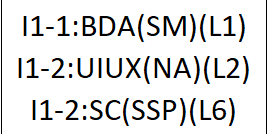 I1-1:BDA(SM)(L1)
I1-2:UIUX(NA)(L2)
I1-2:SC(SSP)(L6)